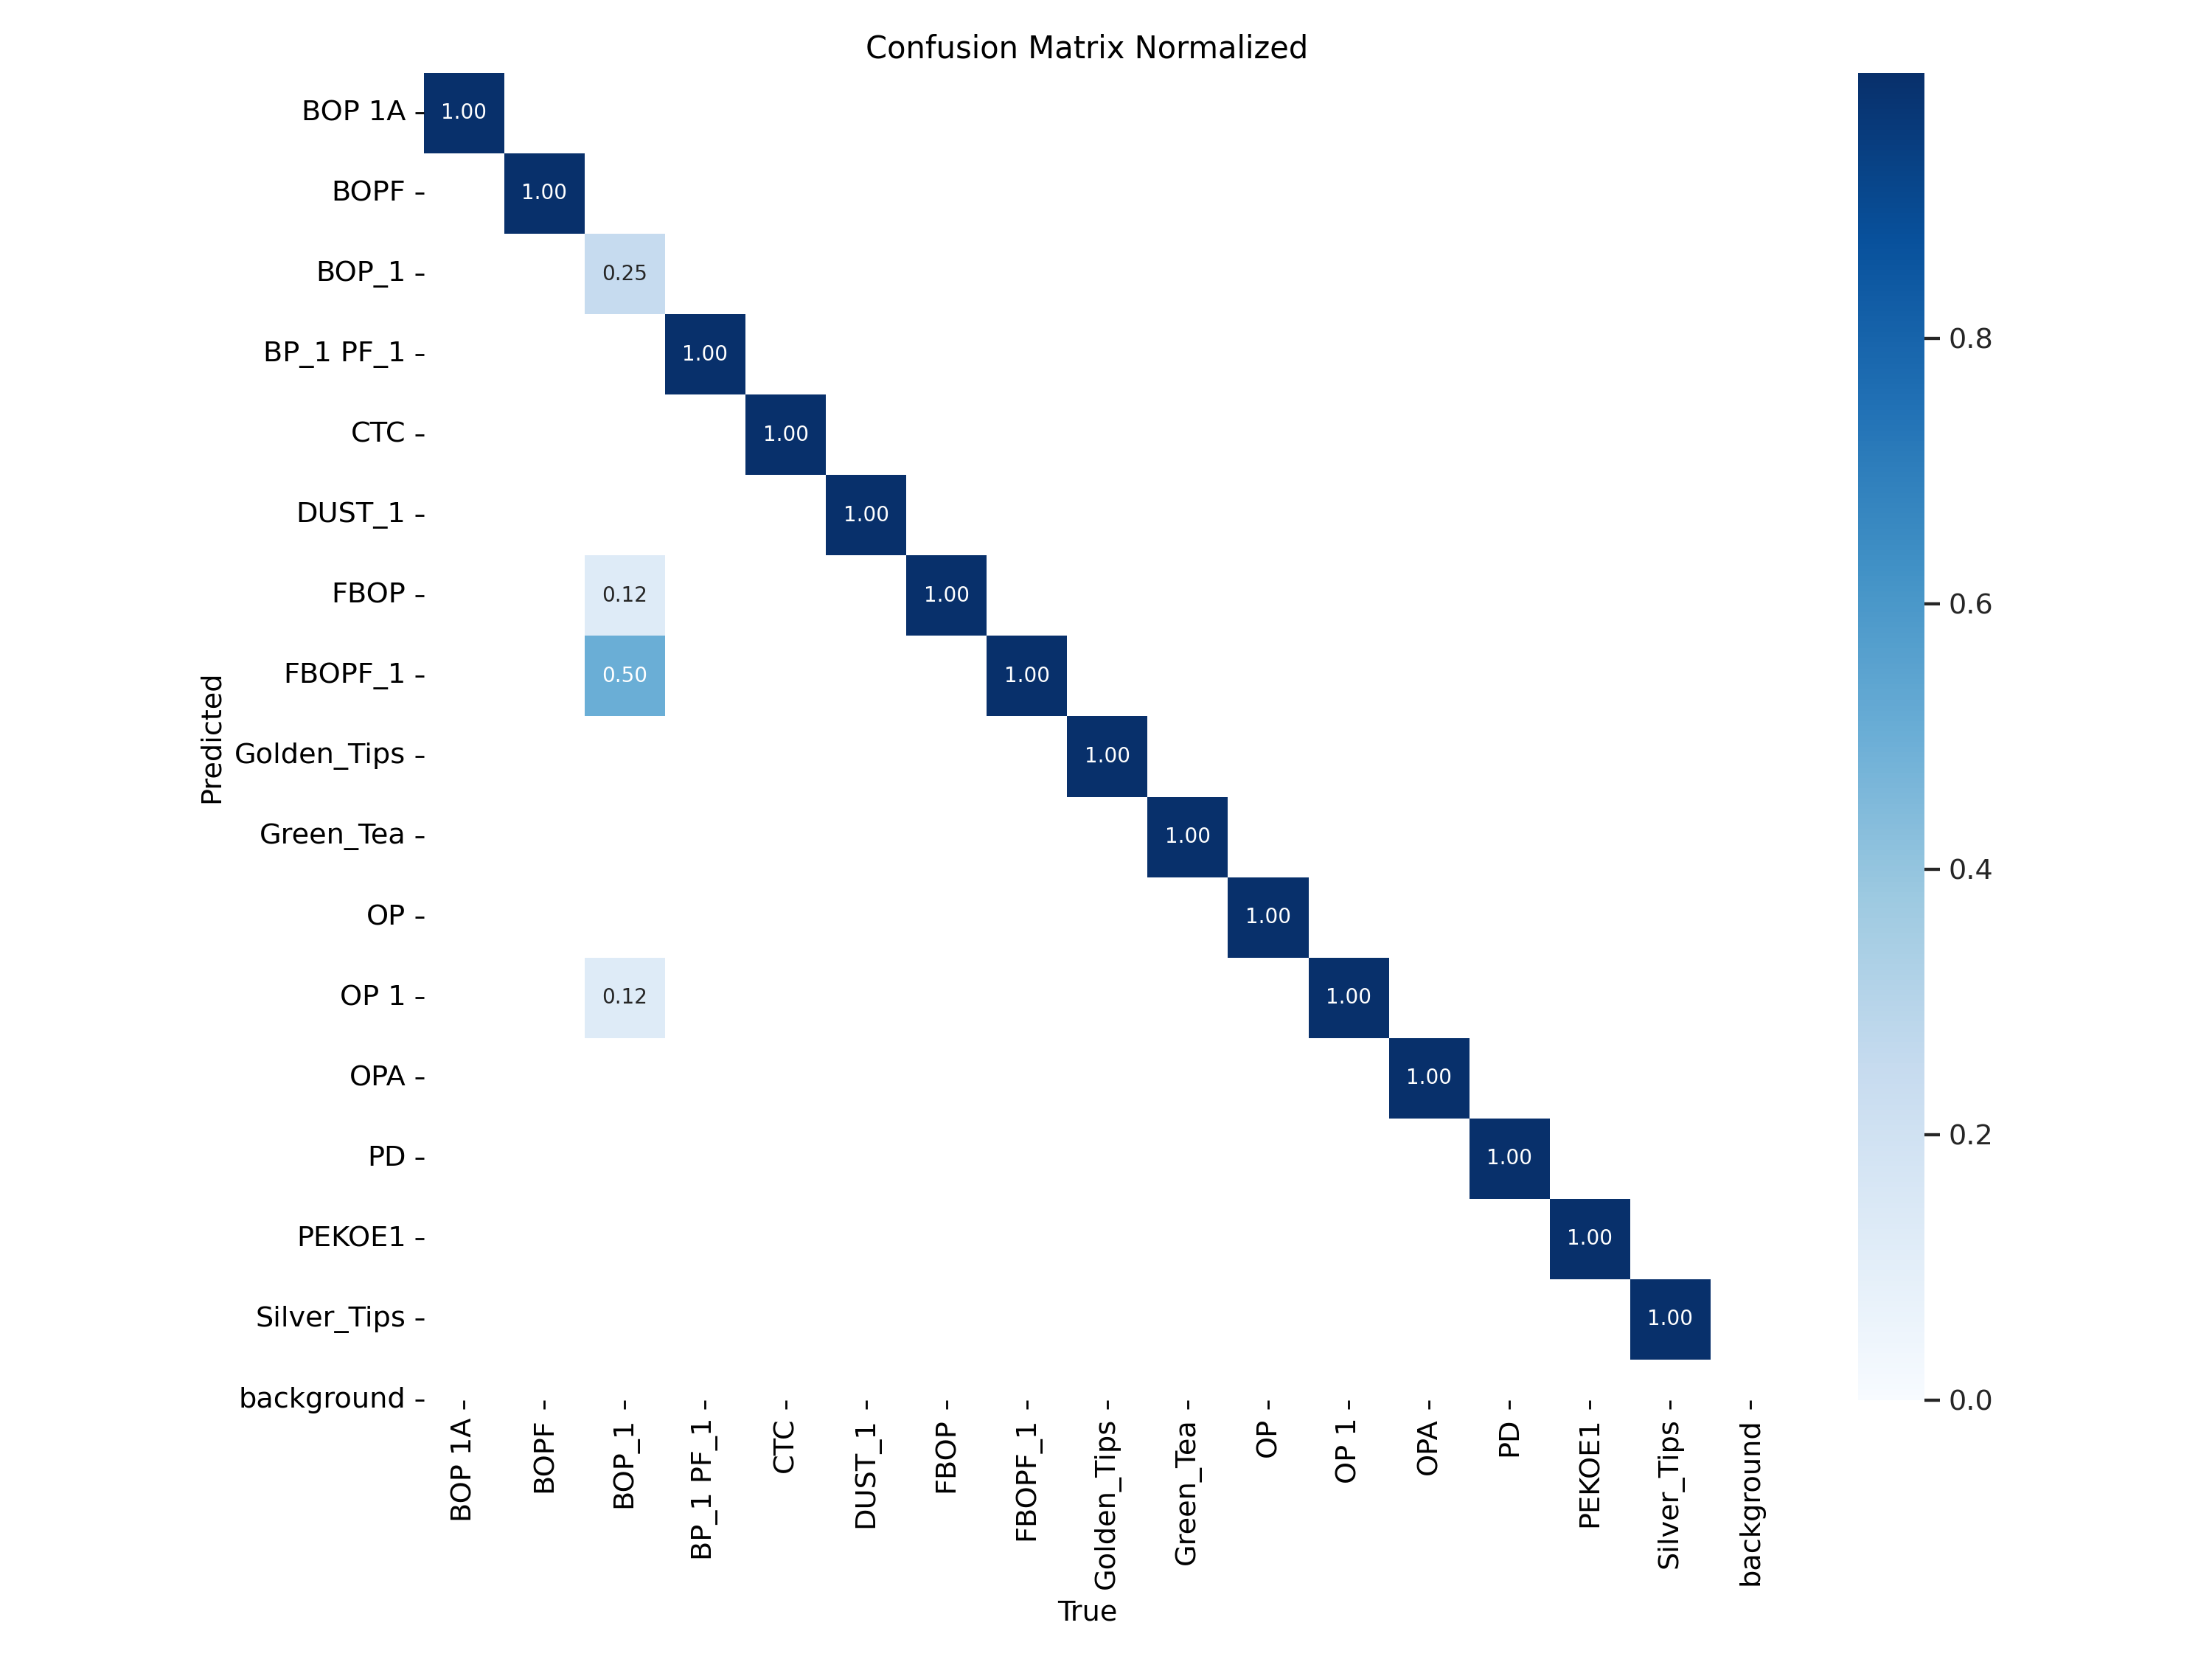 Confusion Matrix Normalized
BOP 1A
1.00
BOPF
1.00
BOP_1
0.25
0.8
BP_1 PF_1
1.00
CTC
1.00
DUST_1
1.00
FBOP
0.12
1.00
0.6
FBOPF_1
0.50
1.00
Predicted
Golden_Tips
1.00
Green_Tea
1.00
0.4
OP
1.00
OP 1
0.12
1.00
OPA
1.00
0.2
PD
1.00
PEKOE1
1.00
Silver_Tips
1.00
background
0.0
BOP 1A
BOPF
BOP_1
BP_1 PF_1
CTC
DUST_1
FBOP
FBOPF_1
Golden_Tips
Green_Tea
OP
OP 1
OPA
PD
PEKOE1
Silver_Tips
background
True